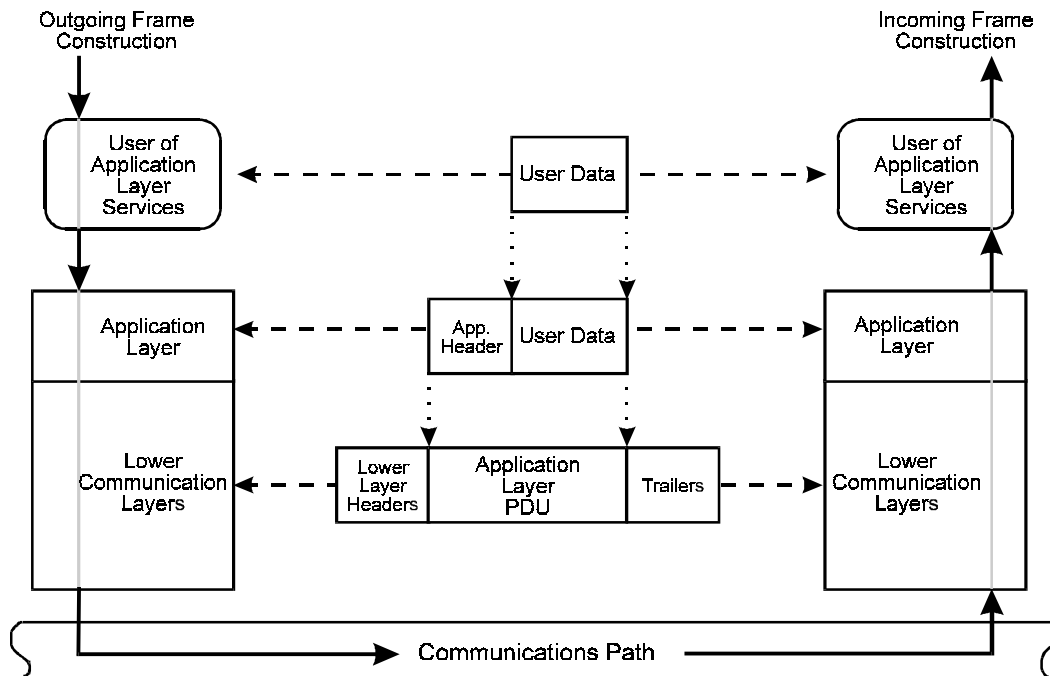 Outgoing Frame
Construction
Incoming Frame
Construction
User of
Application
Layer
Services
User Data
User of
Application
Layer
Services
Application
Layer
App.
Header
User Data
Application
Layer
Lower
Communication
Layers
Lower
Layer
Headers
Application
Layer
PDU
Trailers
Lower
Communication
Layers
Communications Path